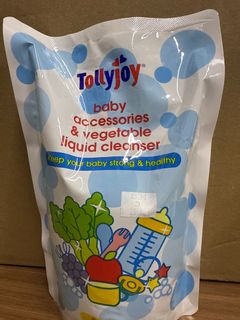 Tollyjoy®
baby
accessories
& vegetable
liquid cleanser
keep your baby strong & healthy